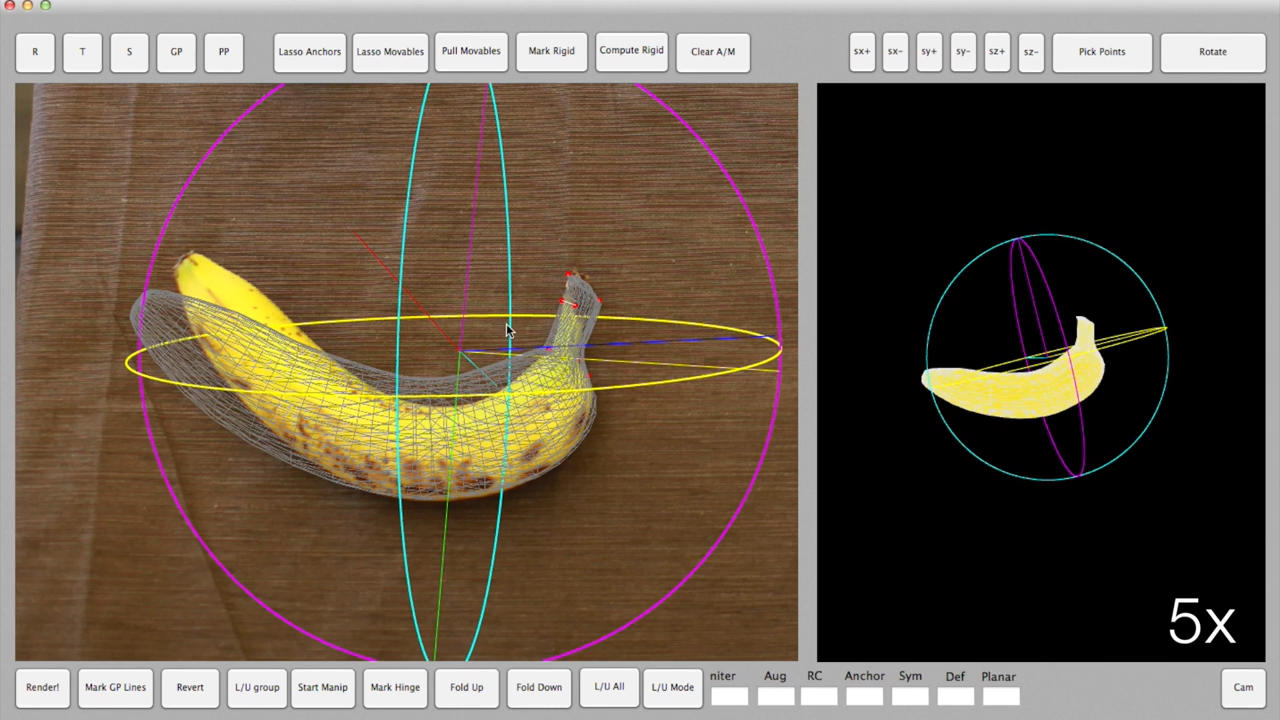 R T S GP PP Lasso Anchors Lasso Movables Pull Movables Mark Rigid Compute Rigid Clear A/M sx+ sx- sy+ sy- sz+ sz- Pick Points Rotate
5x
Render! Mark GP Lines Revert L/U group Start Manip Mark Hinge Fold Up Fold Down L/U All L/U Mode niter Aug RC Anchor Sym Def Planar Cam